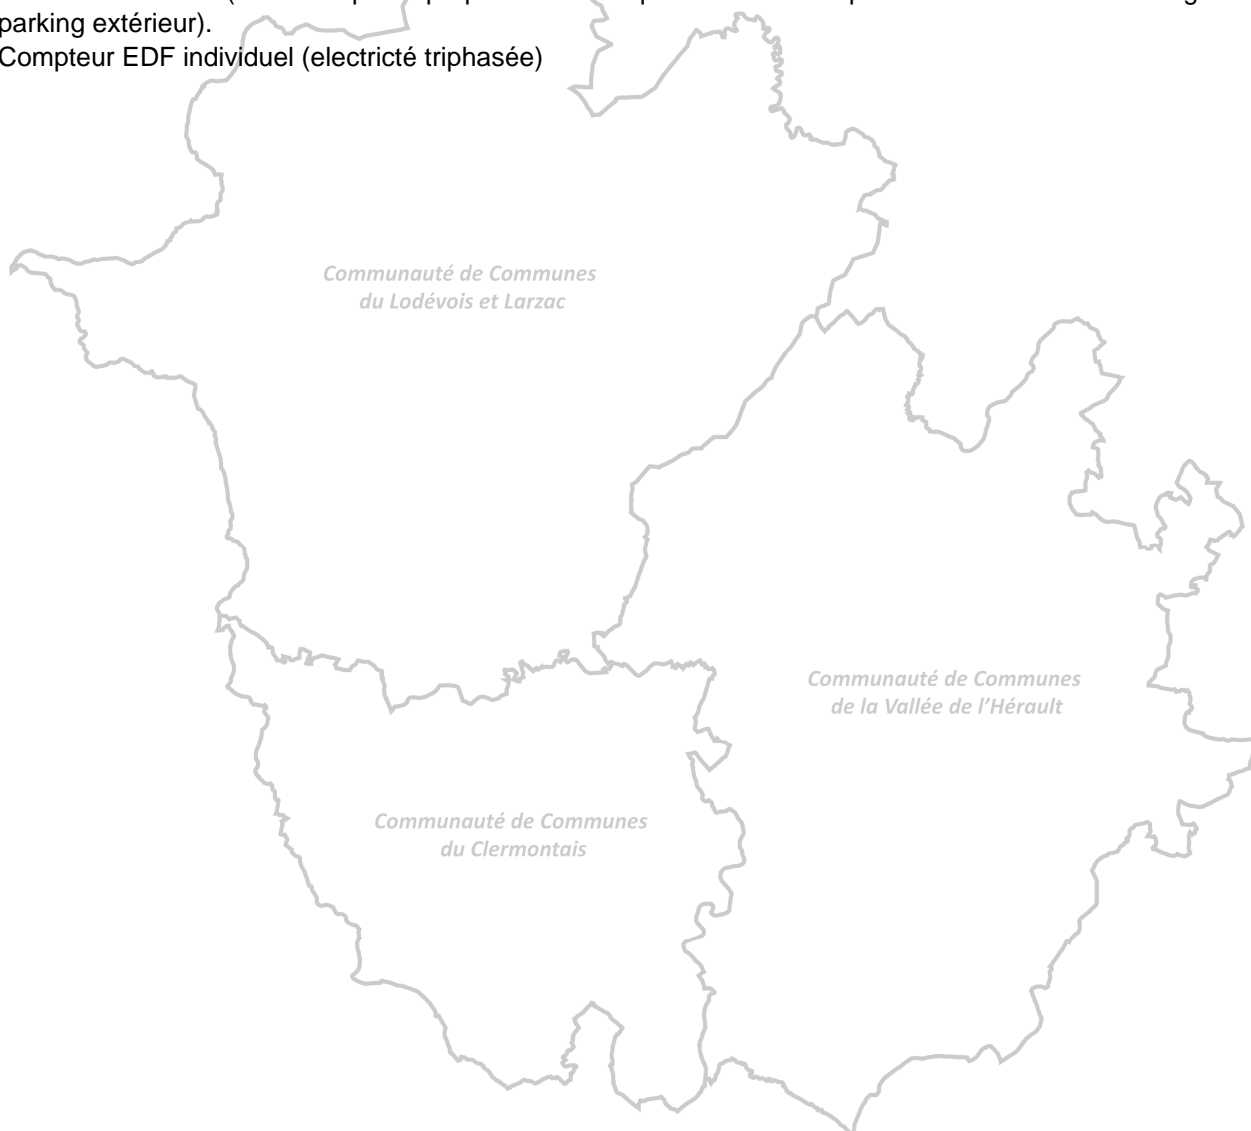 parking extérieur).
Compteur EDF individuel (electricté triphasée)
Communauté de Communes
du Lodévois et Larzac
Communauté de Communes
de la Vallée de l'Hérault
Communauté de Communes
du Clermontais